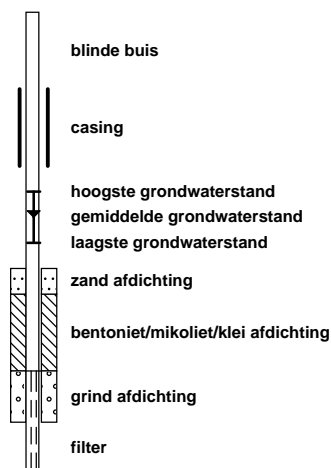 blinde buis
casing
hoogste grondwaterstand
gemiddelde grondwaterstand
laagste grondwaterstand
zand afdichting
bentoniet/mikoliet/klei afdichting
grind afdichting
filter